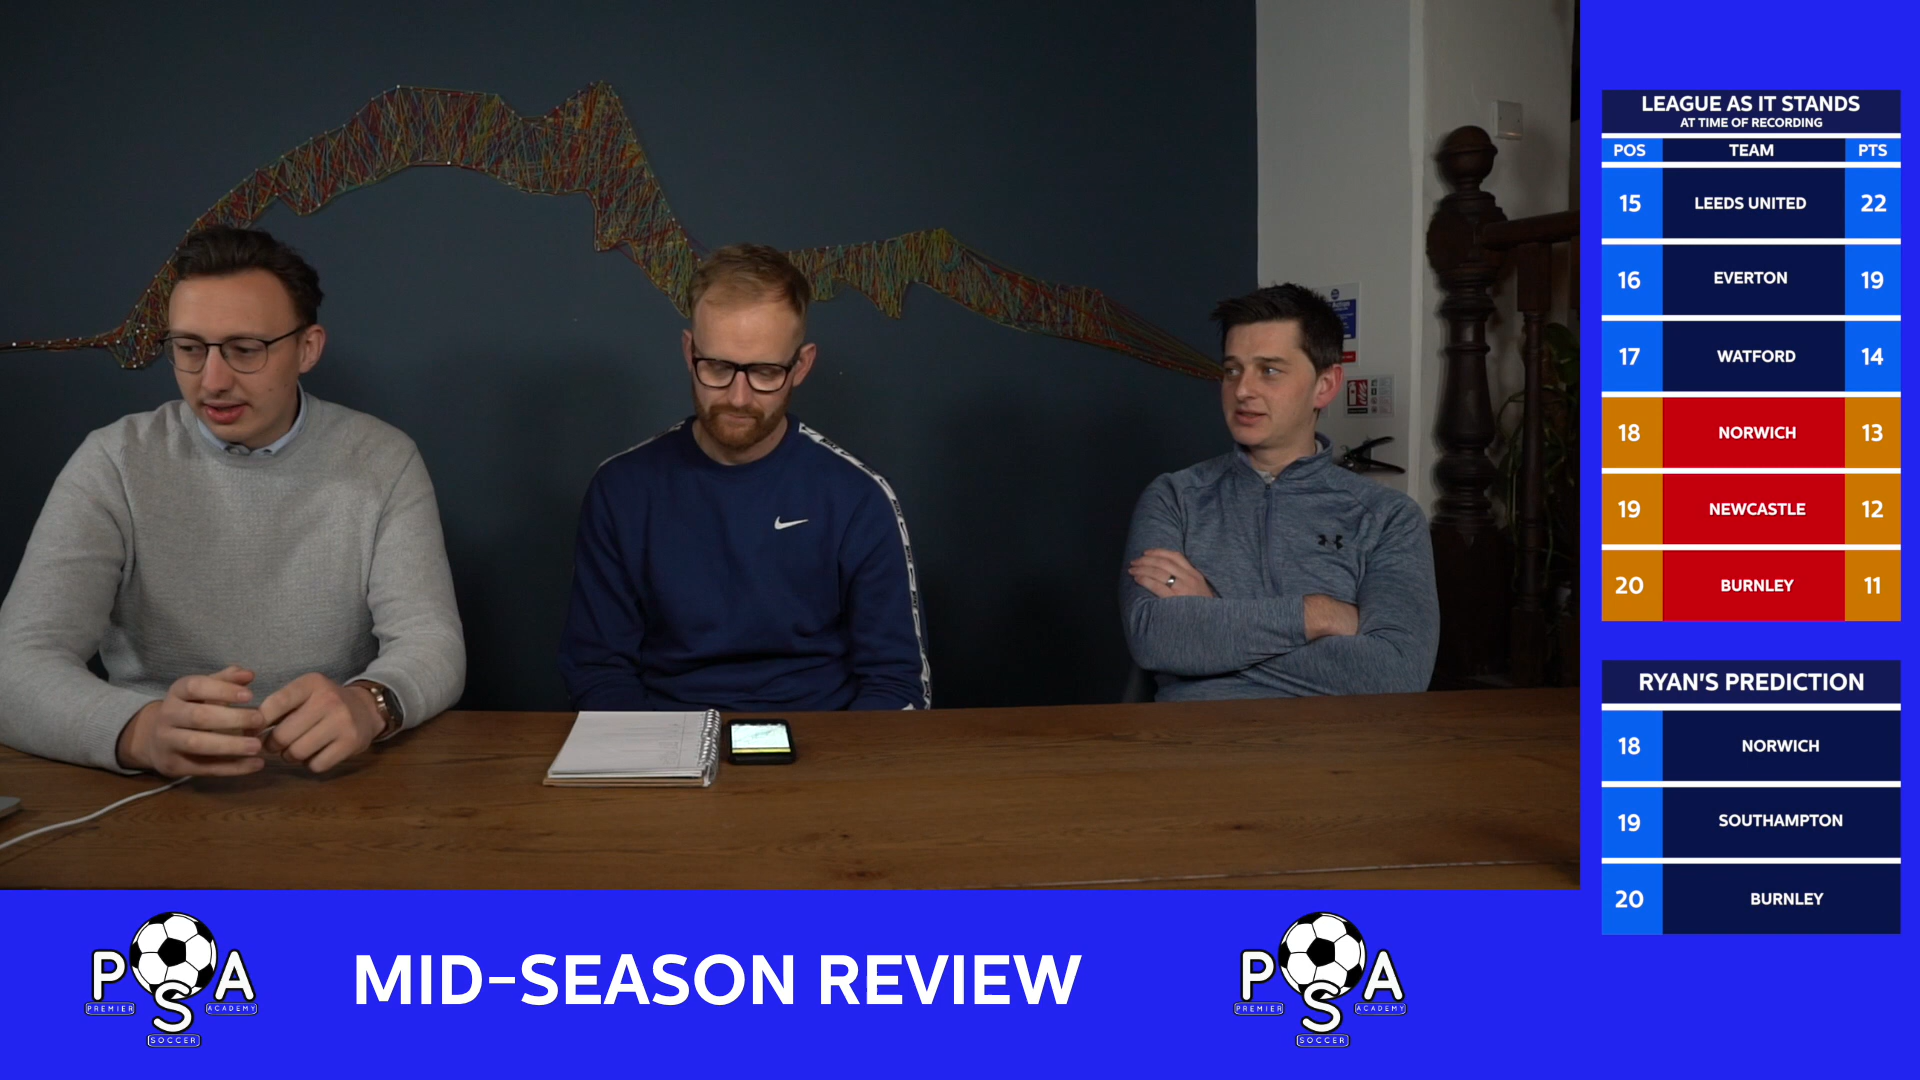 LEAGUE AS IT STANDS
AT TIME OF RECORDING
POS TEAM PTS
15 LEEDS UNITED 22
16 EVERTON 19
17 WATFORD 14
18 NORWICH 13
19 NEWCASTLE 12
20 BURNLEY 11
RYAN'S PREDICTION
18 NORWICH
19 SOUTHAMPTON
20 BURNLEY
PSA
PREMIER
ACADEMY
SOCCER
MID-SEASON REVIEW
PSA
PREMIER
ACADEMY
SOCCER